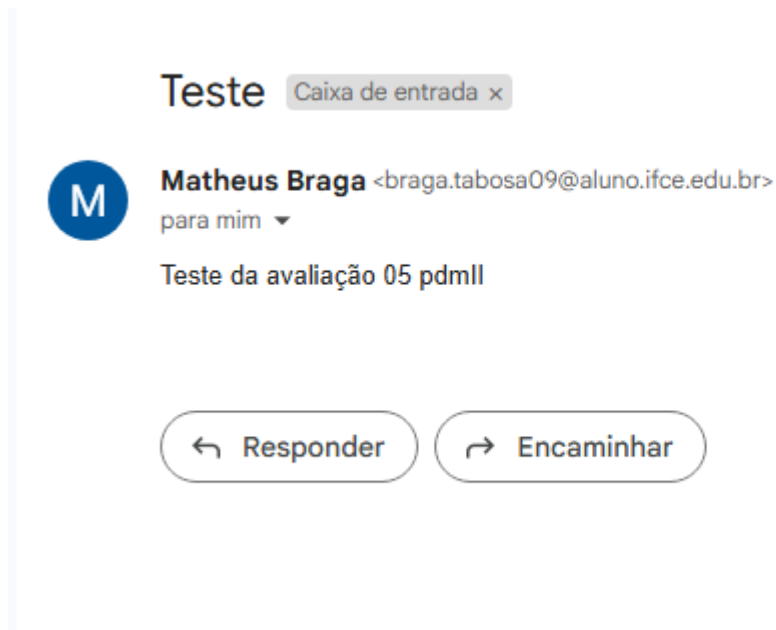 Teste Caixa de entrada ×
M
Matheus Braga <braga.tabosa09@aluno.ifce.edu.br>
para mim
Teste da avaliação 05 pdmII
Responder Encaminhar